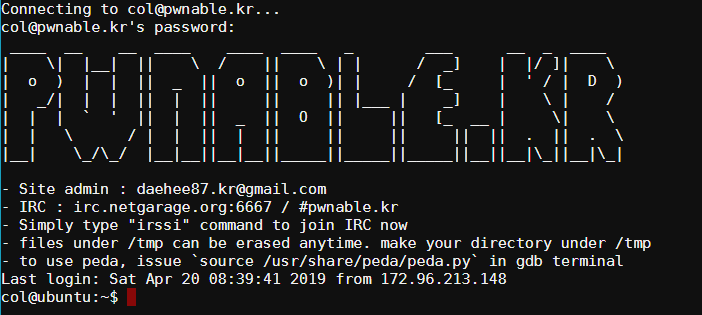 Connecting to col@pwnable.kr...
col@pwnable.kr's password:
PWNABLE.KR
- Site admin : daehee87.kr@gmail.com
- IRC : irc.netgarage.org:6667 / #pwnable.kr
- Simply type "irssi" command to join IRC now
- files under /tmp can be erased anytime. make your directory under /tmp
- to use peda, issue `source /usr/share/peda/peda.py` in gdb terminal
Last login: Sat Apr 20 08:39:41 2019 from 172.96.213.148
col@ubuntu:~$